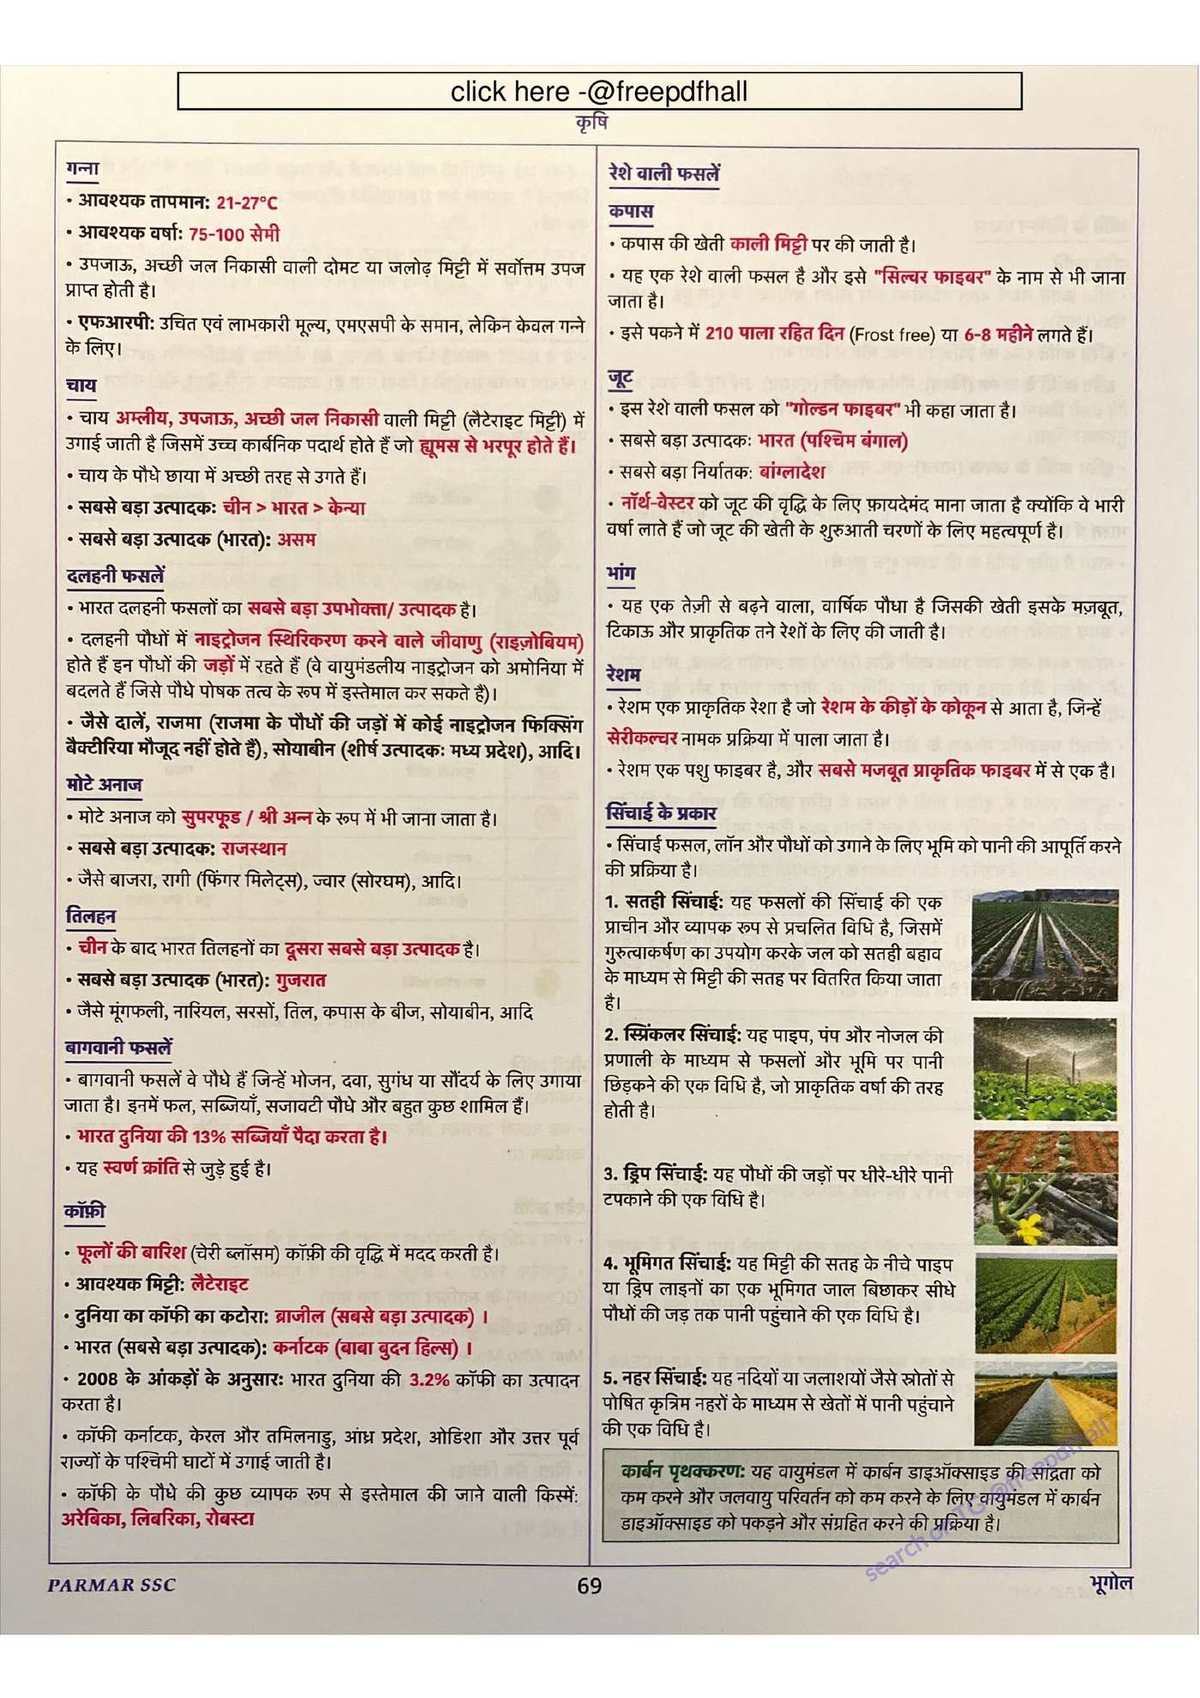 click here -@freepdfhall
कृषि
गन्ना
• आवश्यक तापमान: 21-27°C
• आवश्यक वर्षा: 75-100 सेमी
• उपजाऊ, अच्छी जल निकासी वाली दोमट या जलोढ़ मिट्टी में सर्वोत्तम उपज
प्राप्त होती है।
• एफआरपी: उचित एवं लाभकारी मूल्य, एमएसपी के समान, लेकिन केवल गन्ने
के लिए।
चाय
• चाय अम्लीय, उपजाऊ, अच्छी जल निकासी वाली मिट्टी (लैटेराइट मिट्टी) में
उगाई जाती है जिसमें उच्च कार्बनिक पदार्थ होते हैं जो ह्यूमस से भरपूर होते हैं।
• चाय के पौधे छाया में अच्छी तरह से उगते हैं।
• सबसे बड़ा उत्पादक: चीन > भारत > केन्या
• सबसे बड़ा उत्पादक (भारत): असम
दलहनी फसलें
• भारत दलहनी फसलों का सबसे बड़ा उपभोक्ता/ उत्पादक है।
• दलहनी पौधों में नाइट्रोजन स्थिरिकरण करने वाले जीवाणु (राइज़ोबियम)
होते हैं इन पौधों की जड़ों में रहते हैं (वे वायुमंडलीय नाइट्रोजन को अमोनिया में
बदलते हैं जिसे पौधे पोषक तत्व के रूप में इस्तेमाल कर सकते हैं)।
• जैसे दालें, राजमा (राजमा के पौधों की जड़ों में कोई नाइट्रोजन फिक्सिंग
बैक्टीरिया मौजूद नहीं होते हैं), सोयाबीन (शीर्ष उत्पादक: मध्य प्रदेश), आदि।
मोटे अनाज
• मोटे अनाज को सुपरफूड / श्री अन्न के रूप में भी जाना जाता है।
• सबसे बड़ा उत्पादक: राजस्थान
• जैसे बाजरा, रागी (फिंगर मिलेट्स), ज्वार (सोरघम), आदि।
तिलहन
• चीन के बाद भारत तिलहनों का दूसरा सबसे बड़ा उत्पादक है।
• सबसे बड़ा उत्पादक (भारत): गुजरात
• जैसे मूंगफली, नारियल, सरसों, तिल, कपास के बीज, सोयाबीन, आदि
बागवानी फसलें
• बागवानी फसलें वे पौधे हैं जिन्हें भोजन, दवा, सुगंध या सौंदर्य के लिए उगाया
जाता है। इनमें फल, सब्जियाँ, सजावटी पौधे और बहुत कुछ शामिल हैं।
• भारत दुनिया की 13% सब्जियाँ पैदा करता है।
• यह स्वर्ण क्रांति से जुड़े हुई है।
कॉफ़ी
• फूलों की बारिश (चेरी ब्लॉसम) कॉफ़ी की वृद्धि में मदद करती है।
• आवश्यक मिट्टी: लैटेराइट
• दुनिया का कॉफी का कटोरा: ब्राजील (सबसे बड़ा उत्पादक) ।
• भारत (सबसे बड़ा उत्पादक): कर्नाटक (बाबा बुदन हिल्स) ।
• 2008 के आंकड़ों के अनुसार: भारत दुनिया की 3.2% कॉफी का उत्पादन
करता है।
• कॉफी कर्नाटक, केरल और तमिलनाडु, आंध्र प्रदेश, ओडिशा और उत्तर पूर्व
राज्यों के पश्चिमी घाटों में उगाई जाती है।
• कॉफी के पौधे की कुछ व्यापक रूप से इस्तेमाल की जाने वाली किस्में:
अरेबिका, लिबरिका, रोबस्टा
रेशे वाली फसलें
कपास
• कपास की खेती काली मिट्टी पर की जाती है।
• यह एक रेशे वाली फसल है और इसे "सिल्वर फाइबर" के नाम से भी जाना
जाता है।
• इसे पकने में 210 पाला रहित दिन (Frost free) या 6-8 महीने लगते हैं।
जूट
• इस रेशे वाली फसल को "गोल्डन फाइबर" भी कहा जाता है।
• सबसे बड़ा उत्पादक: भारत (पश्चिम बंगाल)
• सबसे बड़ा निर्यातक: बांग्लादेश
• नॉर्थ-वेस्टर को जूट की वृद्धि के लिए फ़ायदेमंद माना जाता है क्योंकि वे भारी
वर्षा लाते हैं जो जूट की खेती के शुरुआती चरणों के लिए महत्वपूर्ण है।
भांग
• यह एक तेज़ी से बढ़ने वाला, वार्षिक पौधा है जिसकी खेती इसके मज़बूत,
टिकाऊ और प्राकृतिक तने रेशों के लिए की जाती है।
रेशम
• रेशम एक प्राकृतिक रेशा है जो रेशम के कीड़ों के कोकून से आता है, जिन्हें
सेरीकल्चर नामक प्रक्रिया में पाला जाता है।
• रेशम एक पशु फाइबर है, और सबसे मजबूत प्राकृतिक फाइबर में से एक है।
सिंचाई के प्रकार
• सिंचाई फसल, लॉन और पौधों को उगाने के लिए भूमि को पानी की आपूर्ति करने
की प्रक्रिया है।
1. सतही सिंचाई: यह फसलों की सिंचाई की एक
प्राचीन और व्यापक रूप से प्रचलित विधि है, जिसमें
गुरुत्वाकर्षण का उपयोग करके जल को सतही बहाव
के माध्यम से मिट्टी की सतह पर वितरित किया जाता
है।
2. स्प्रिंकलर सिंचाई: यह पाइप, पंप और नोजल की
प्रणाली के माध्यम से फसलों और भूमि पर पानी
छिड़कने की एक विधि है, जो प्राकृतिक वर्षा की तरह
होती है।
3. ड्रिप सिंचाई: यह पौधों की जड़ों पर धीरे-धीरे पानी
टपकाने की एक विधि है।
4. भूमिगत सिंचाई: यह मिट्टी की सतह के नीचे पाइप
या ड्रिप लाइनों का एक भूमिगत जाल बिछाकर सीधे
पौधों की जड़ तक पानी पहुंचाने की एक विधि है।
5. नहर सिंचाई: यह नदियों या जलाशयों जैसे स्रोतों से
पोषित कृत्रिम नहरों के माध्यम से खेतों में पानी पहुंचाने
की एक विधि है।
कार्बन पृथक्करण: यह वायुमंडल में कार्बन डाइऑक्साइड की सांद्रता को
कम करने और जलवायु परिवर्तन को कम करने के लिए वायुमंडल में कार्बन
डाइऑक्साइड को पकड़ने और संग्रहित करने की प्रक्रिया है।
search on TG @freepdfhall
PARMAR SSC
69
भूगोल